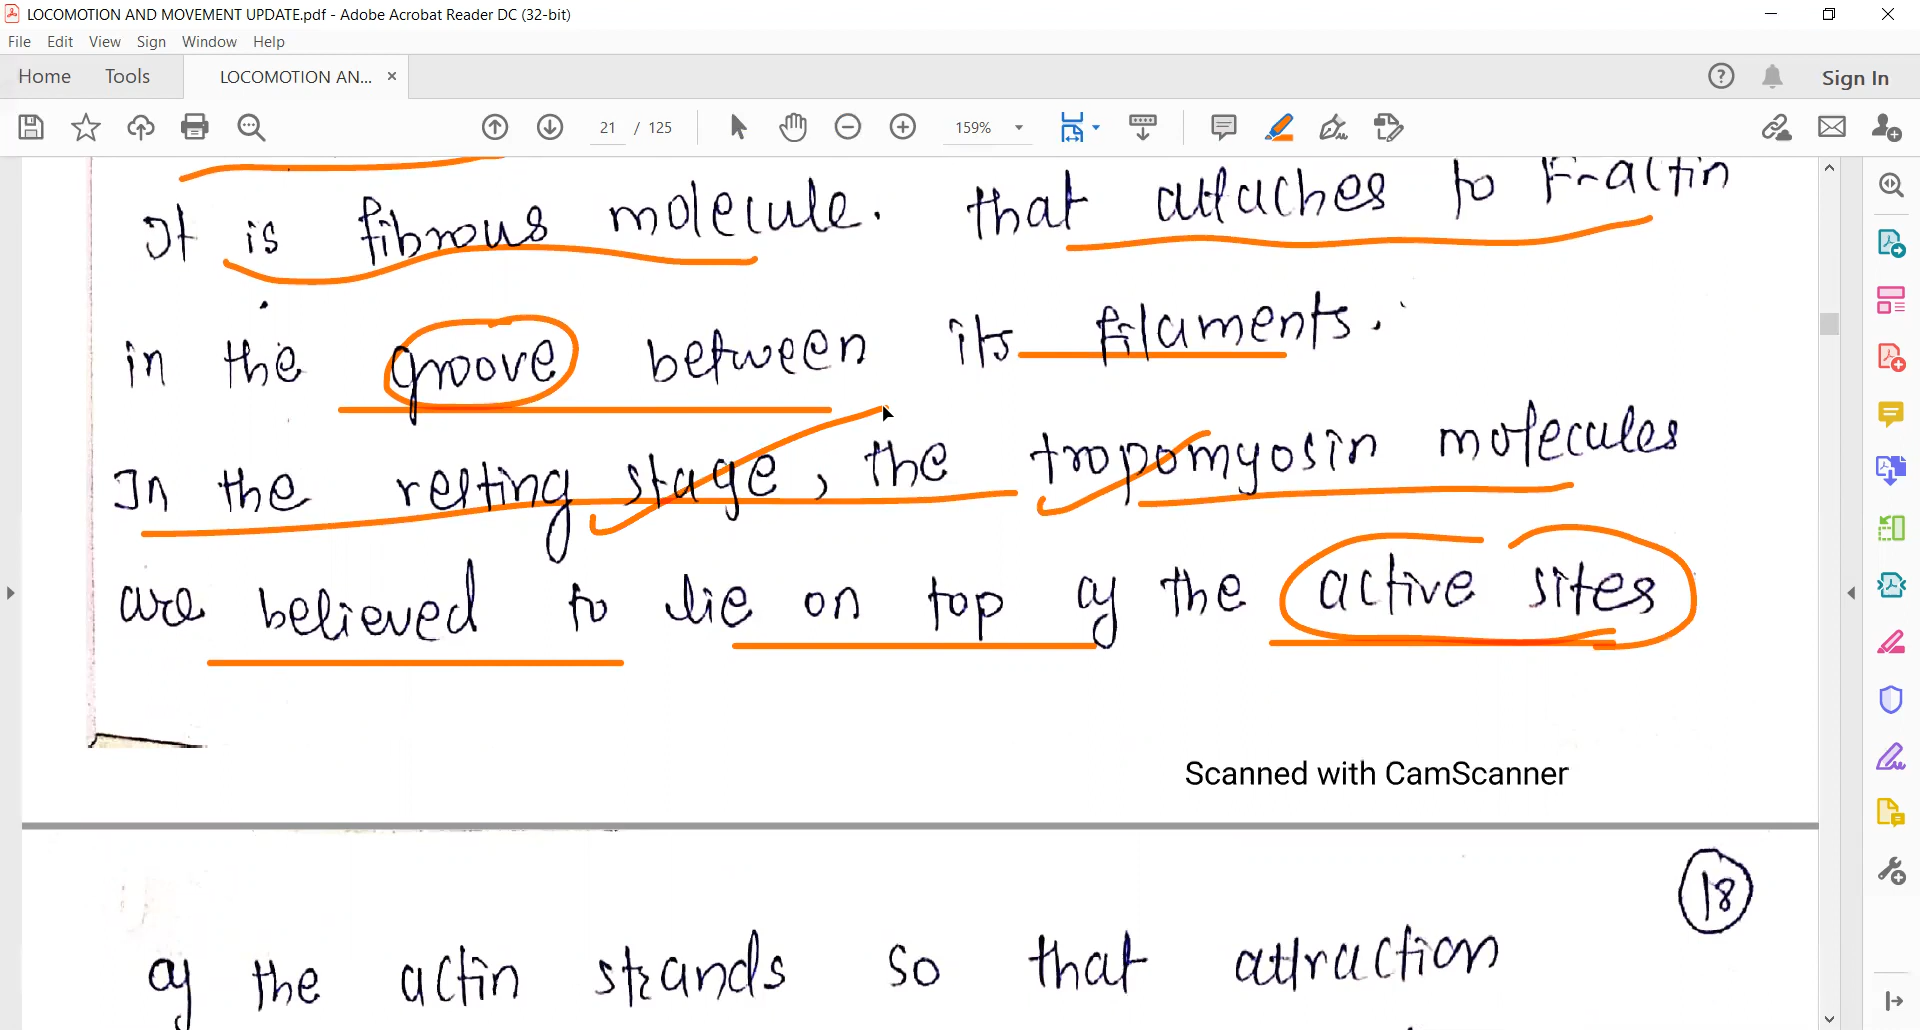 LOCOMOTION AND MOVEMENT UPDATE.pdf - Adobe Acrobat Reader DC (32-bit)
File Edit View Sign Window Help
Home Tools LOCOMOTION AN... × Sign In
21 / 125 159%
It is fibrous molecule. that attaches to F-actin
in the groove between its filaments.
In the resting stage, the tropomyosin molecules
are believed to lie on top of the active sites
Scanned with CamScanner
18
of the actin strands so that attraction